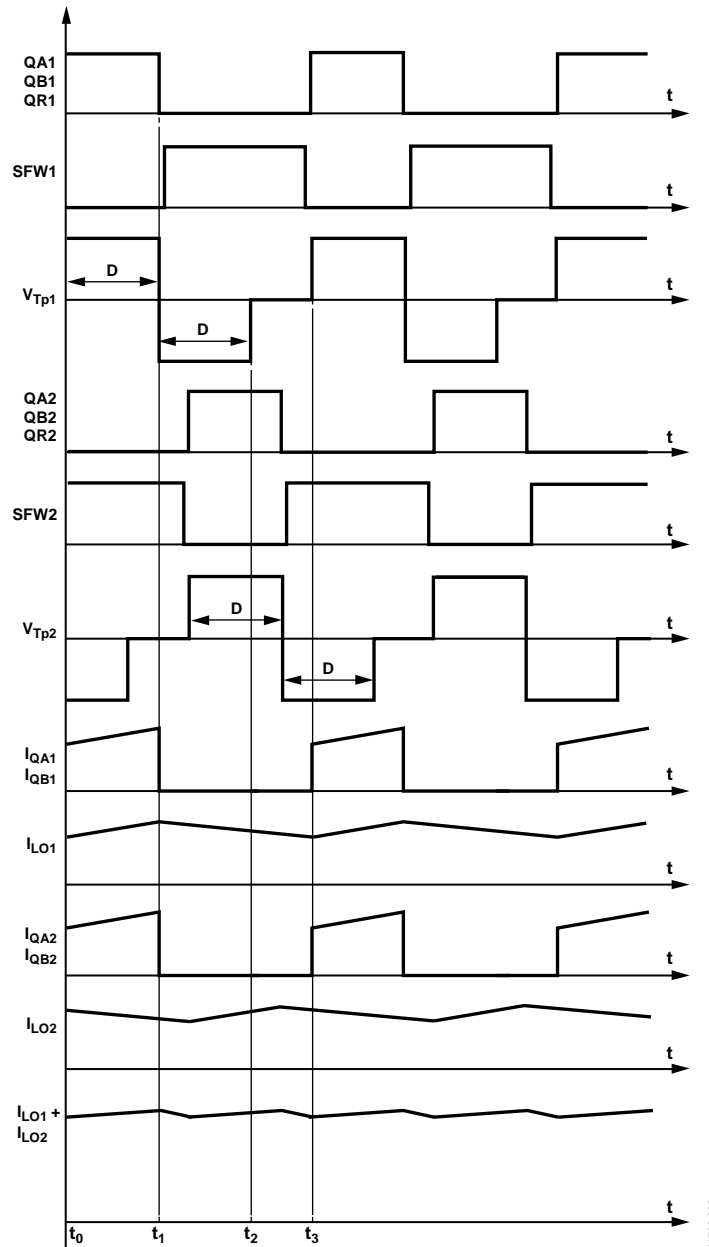 QA1
QB1
QR1
t
SFW1
t
D
VTp1
t
D
QA2
QB2
QR2
t
SFW2
t
D
VTp2
t
D
IQA1
IQB1
t
ILO1
t
IQA2
IQB2
t
ILO2
t
ILO1 +
ILO2
t
t0 t1 t2 t3